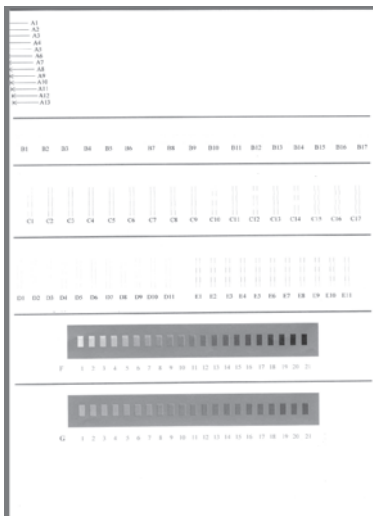 A1
A2
A3
A4
A5
A6
A7
A8
A9
A10
A11
A12
A13
B1 B2 B3 B4 B5 B6 B7 B8 B9 B10 B11 B12 B13 B14 B15 B16 B17
C1 C2 C3 C4 C5 C6 C7 C8 C9 C10 C11 C12 C13 C14 C15 C16 C17
D1 D2 D3 D4 D5 D6 D7 D8 D9 D10 D11 E1 E2 E3 E4 E5 E6 E7 E8 E9 E10 E11
F 1 2 3 4 5 6 7 8 9 10 11 12 13 14 15 16 17 18 19 20 21
G 1 2 3 4 5 6 7 8 9 10 11 12 13 14 15 16 17 18 19 20 21